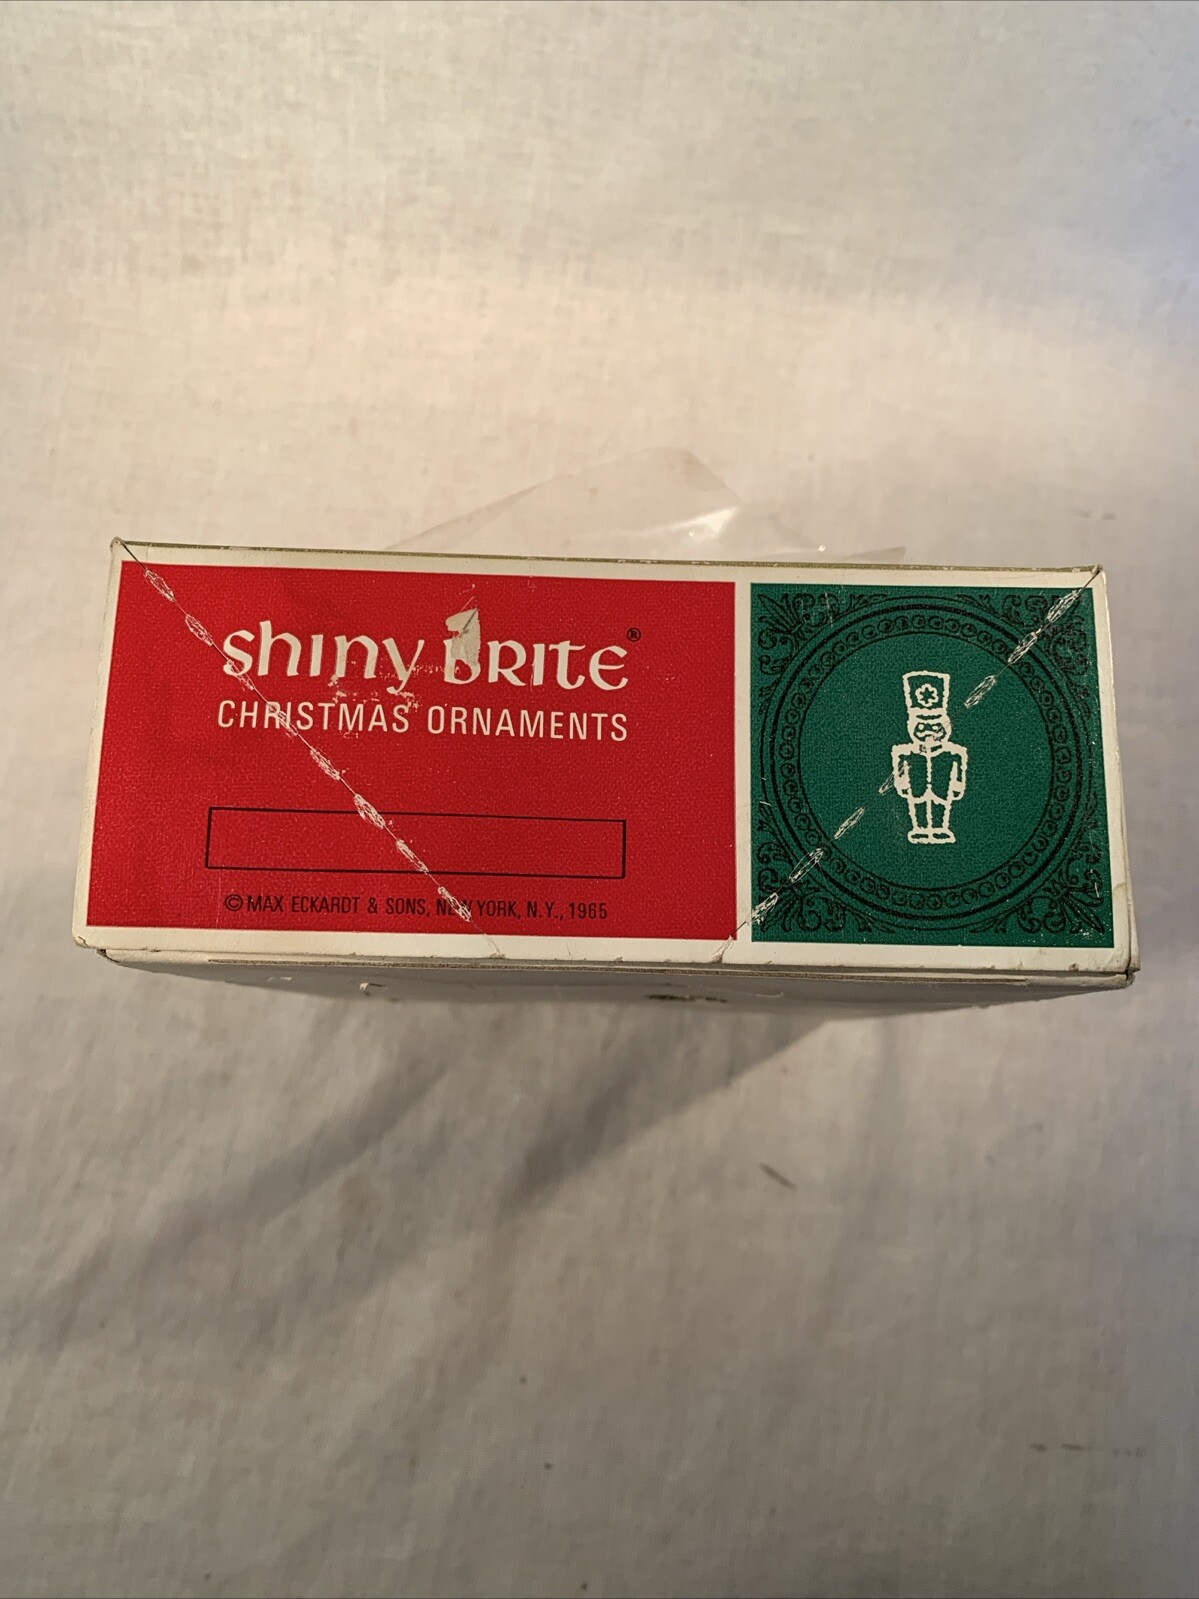 shiny BRITE®
CHRISTMAS ORNAMENTS
© MAX ECKARDT & SONS, NEW YORK, N.Y., 1965